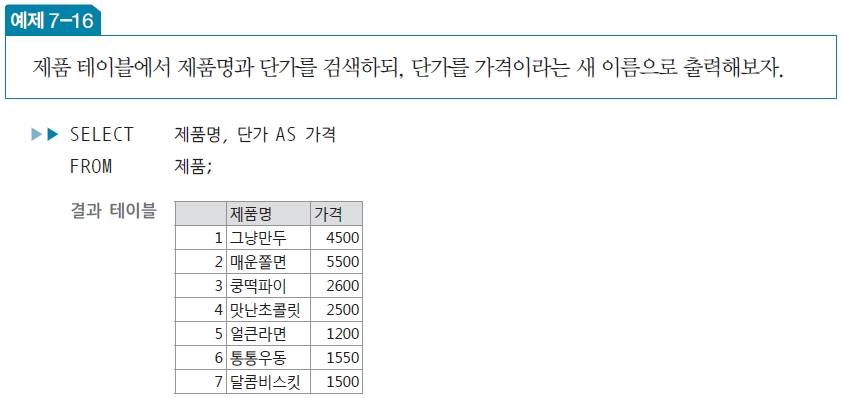 예제 7-16
제품 테이블에서 제품명과 단가를 검색하되, 단가를 가격이라는 새 이름으로 출력해보자.
▶▶ SELECT 제품명, 단가 AS 가격
FROM 제품;
결과 테이블
제품명 가격
1 그냥만두 4500
2 매운쫄면 5500
3 쿵떡파이 2600
4 맛난초콜릿 2500
5 얼큰라면 1200
6 통통우동 1550
7 달콤비스킷 1500